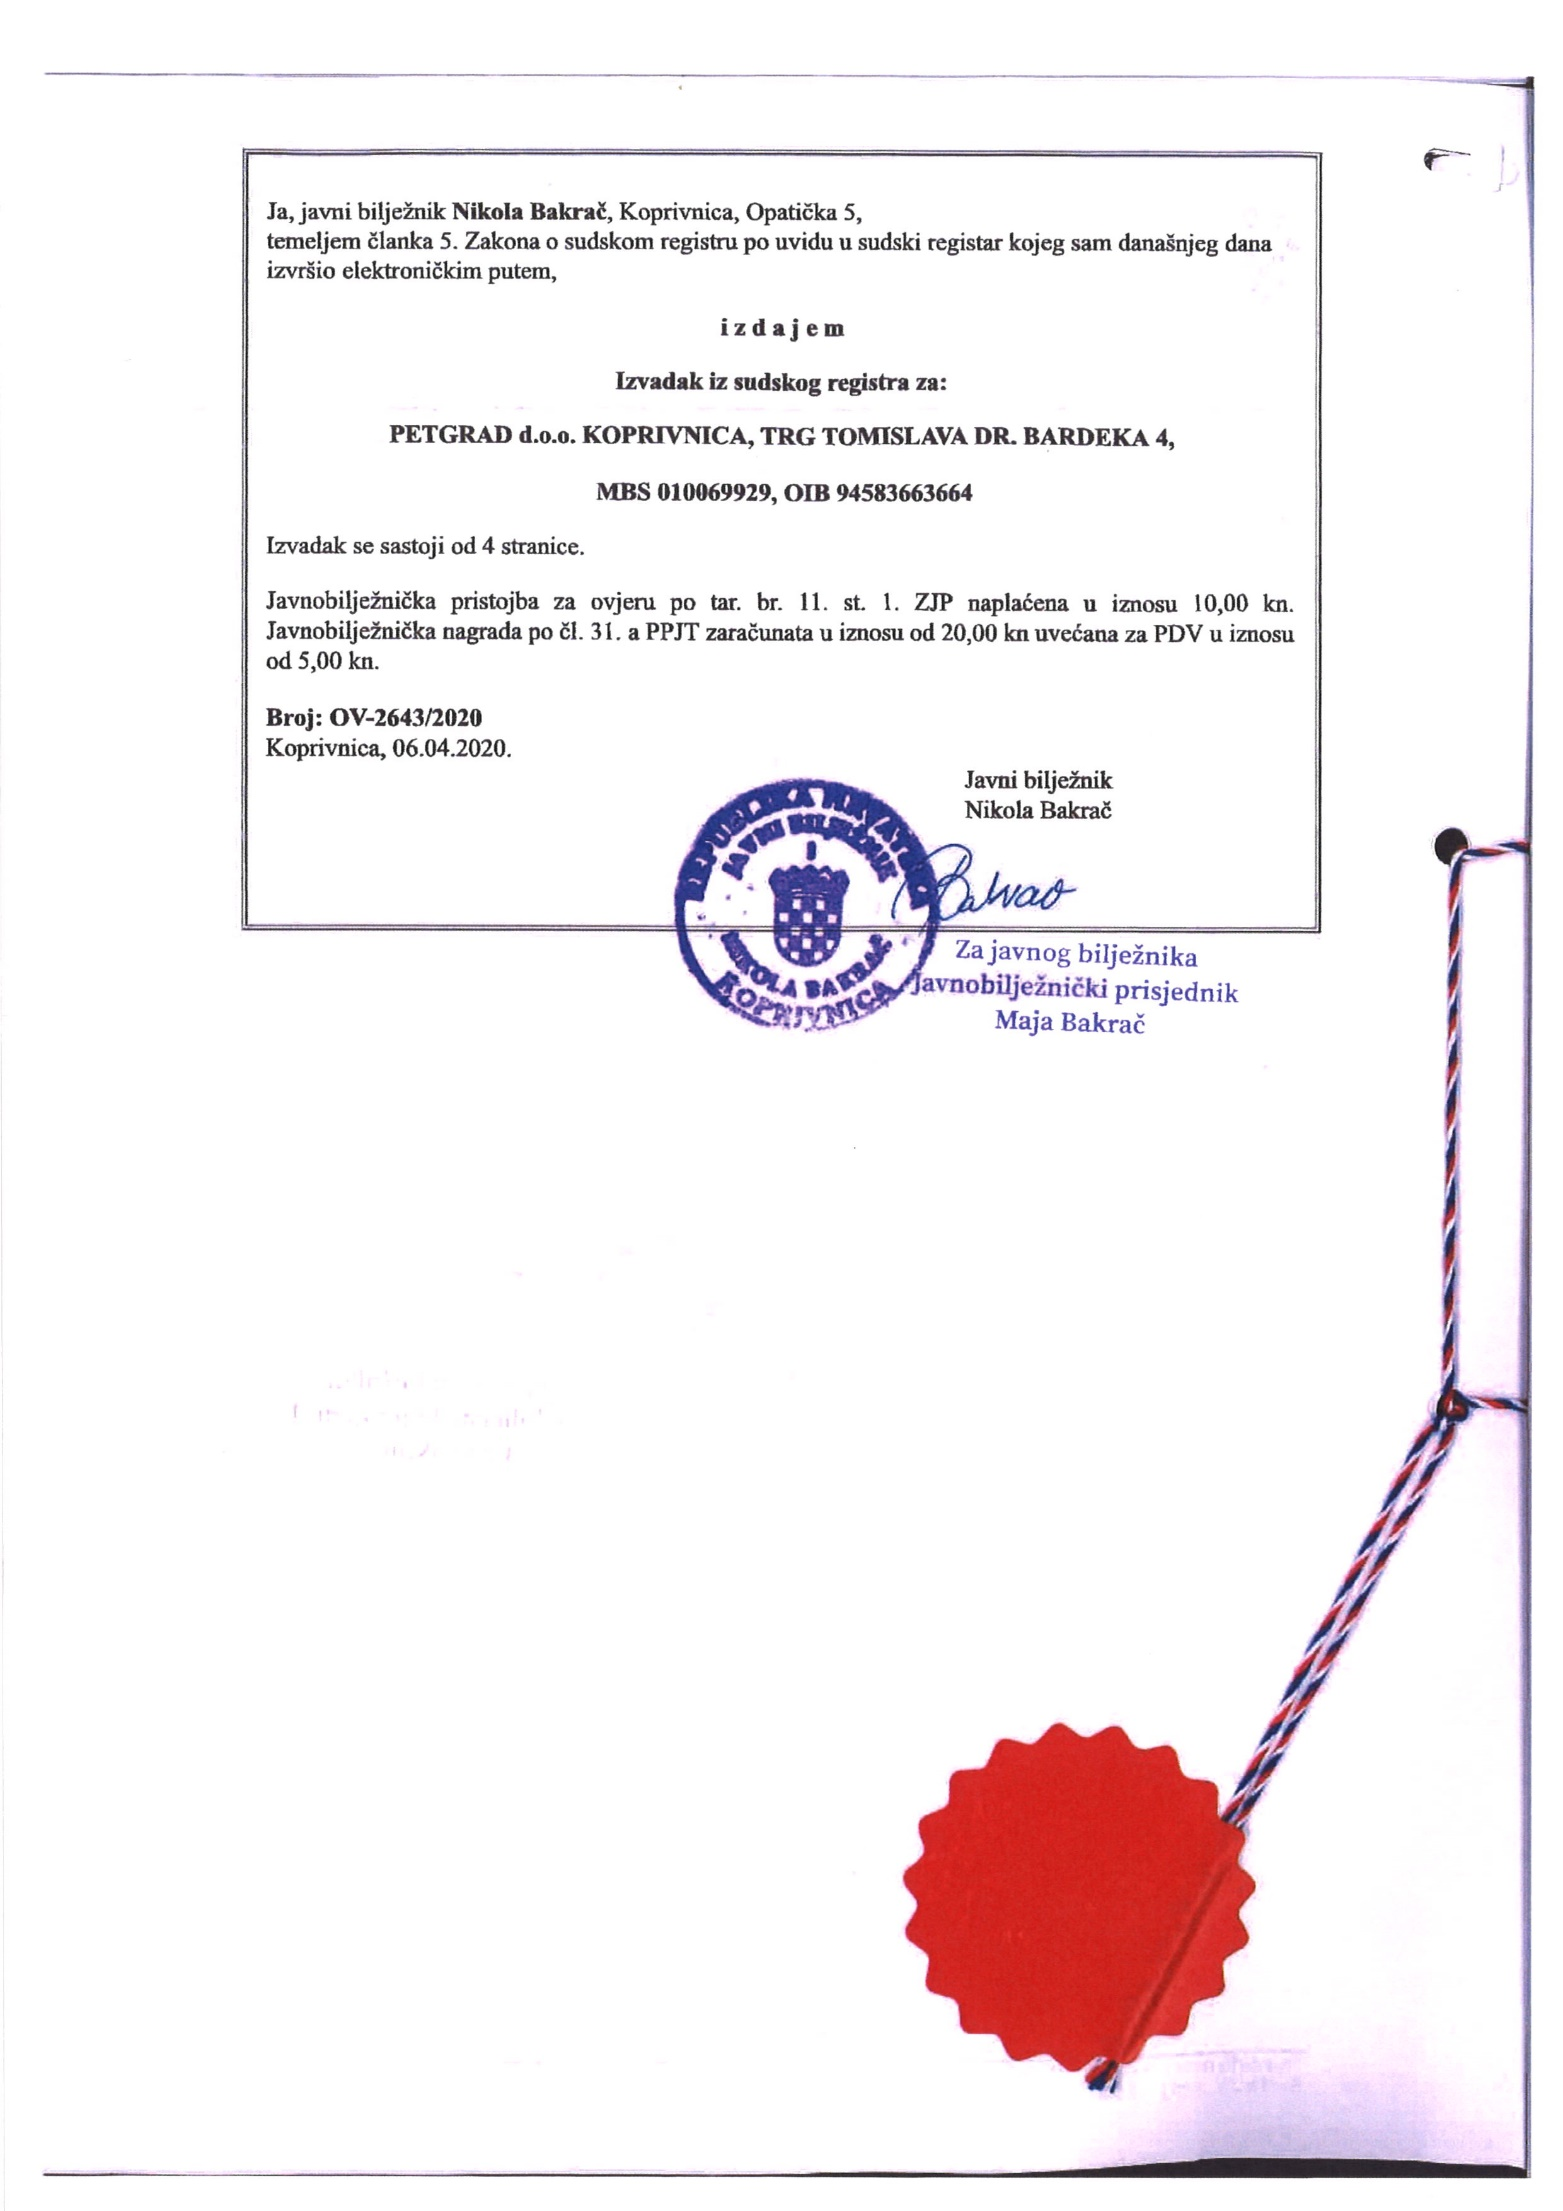 Ja, javni bilježnik Nikola Bakrač, Koprivnica, Opatička 5,
temeljem članka 5. Zakona o sudskom registru po uvidu u sudski registar kojeg sam današnjeg dana
izvršio elektroničkim putem,
i z d a j e m
Izvadak iz sudskog registra za:
PETGRAD d.o.o. KOPRIVNICA, TRG TOMISLAVA DR. BARDEKA 4,
MBS 010069929, OIB 94583663664
Izvadak se sastoji od 4 stranice.
Javnobilježnička pristojba za ovjeru po tar. br. 11. st. 1. ZJP naplaćena u iznosu 10,00 kn.
Javnobilježnička nagrada po čl. 31. a PPJT zaračunata u iznosu od 20,00 kn uvećana za PDV u iznosu
od 5,00 kn.
Broj: OV-2643/2020
Koprivnica, 06.04.2020.
Javni bilježnik
Nikola Bakrač
REPUBLIKA HRVATSKA
JAVNI BILJEŽNIK
NIKOLA BAKRAČ
KOPRIVNICA
Za javnog bilježnika
Javnobilježnički prisjednik
Maja Bakrač